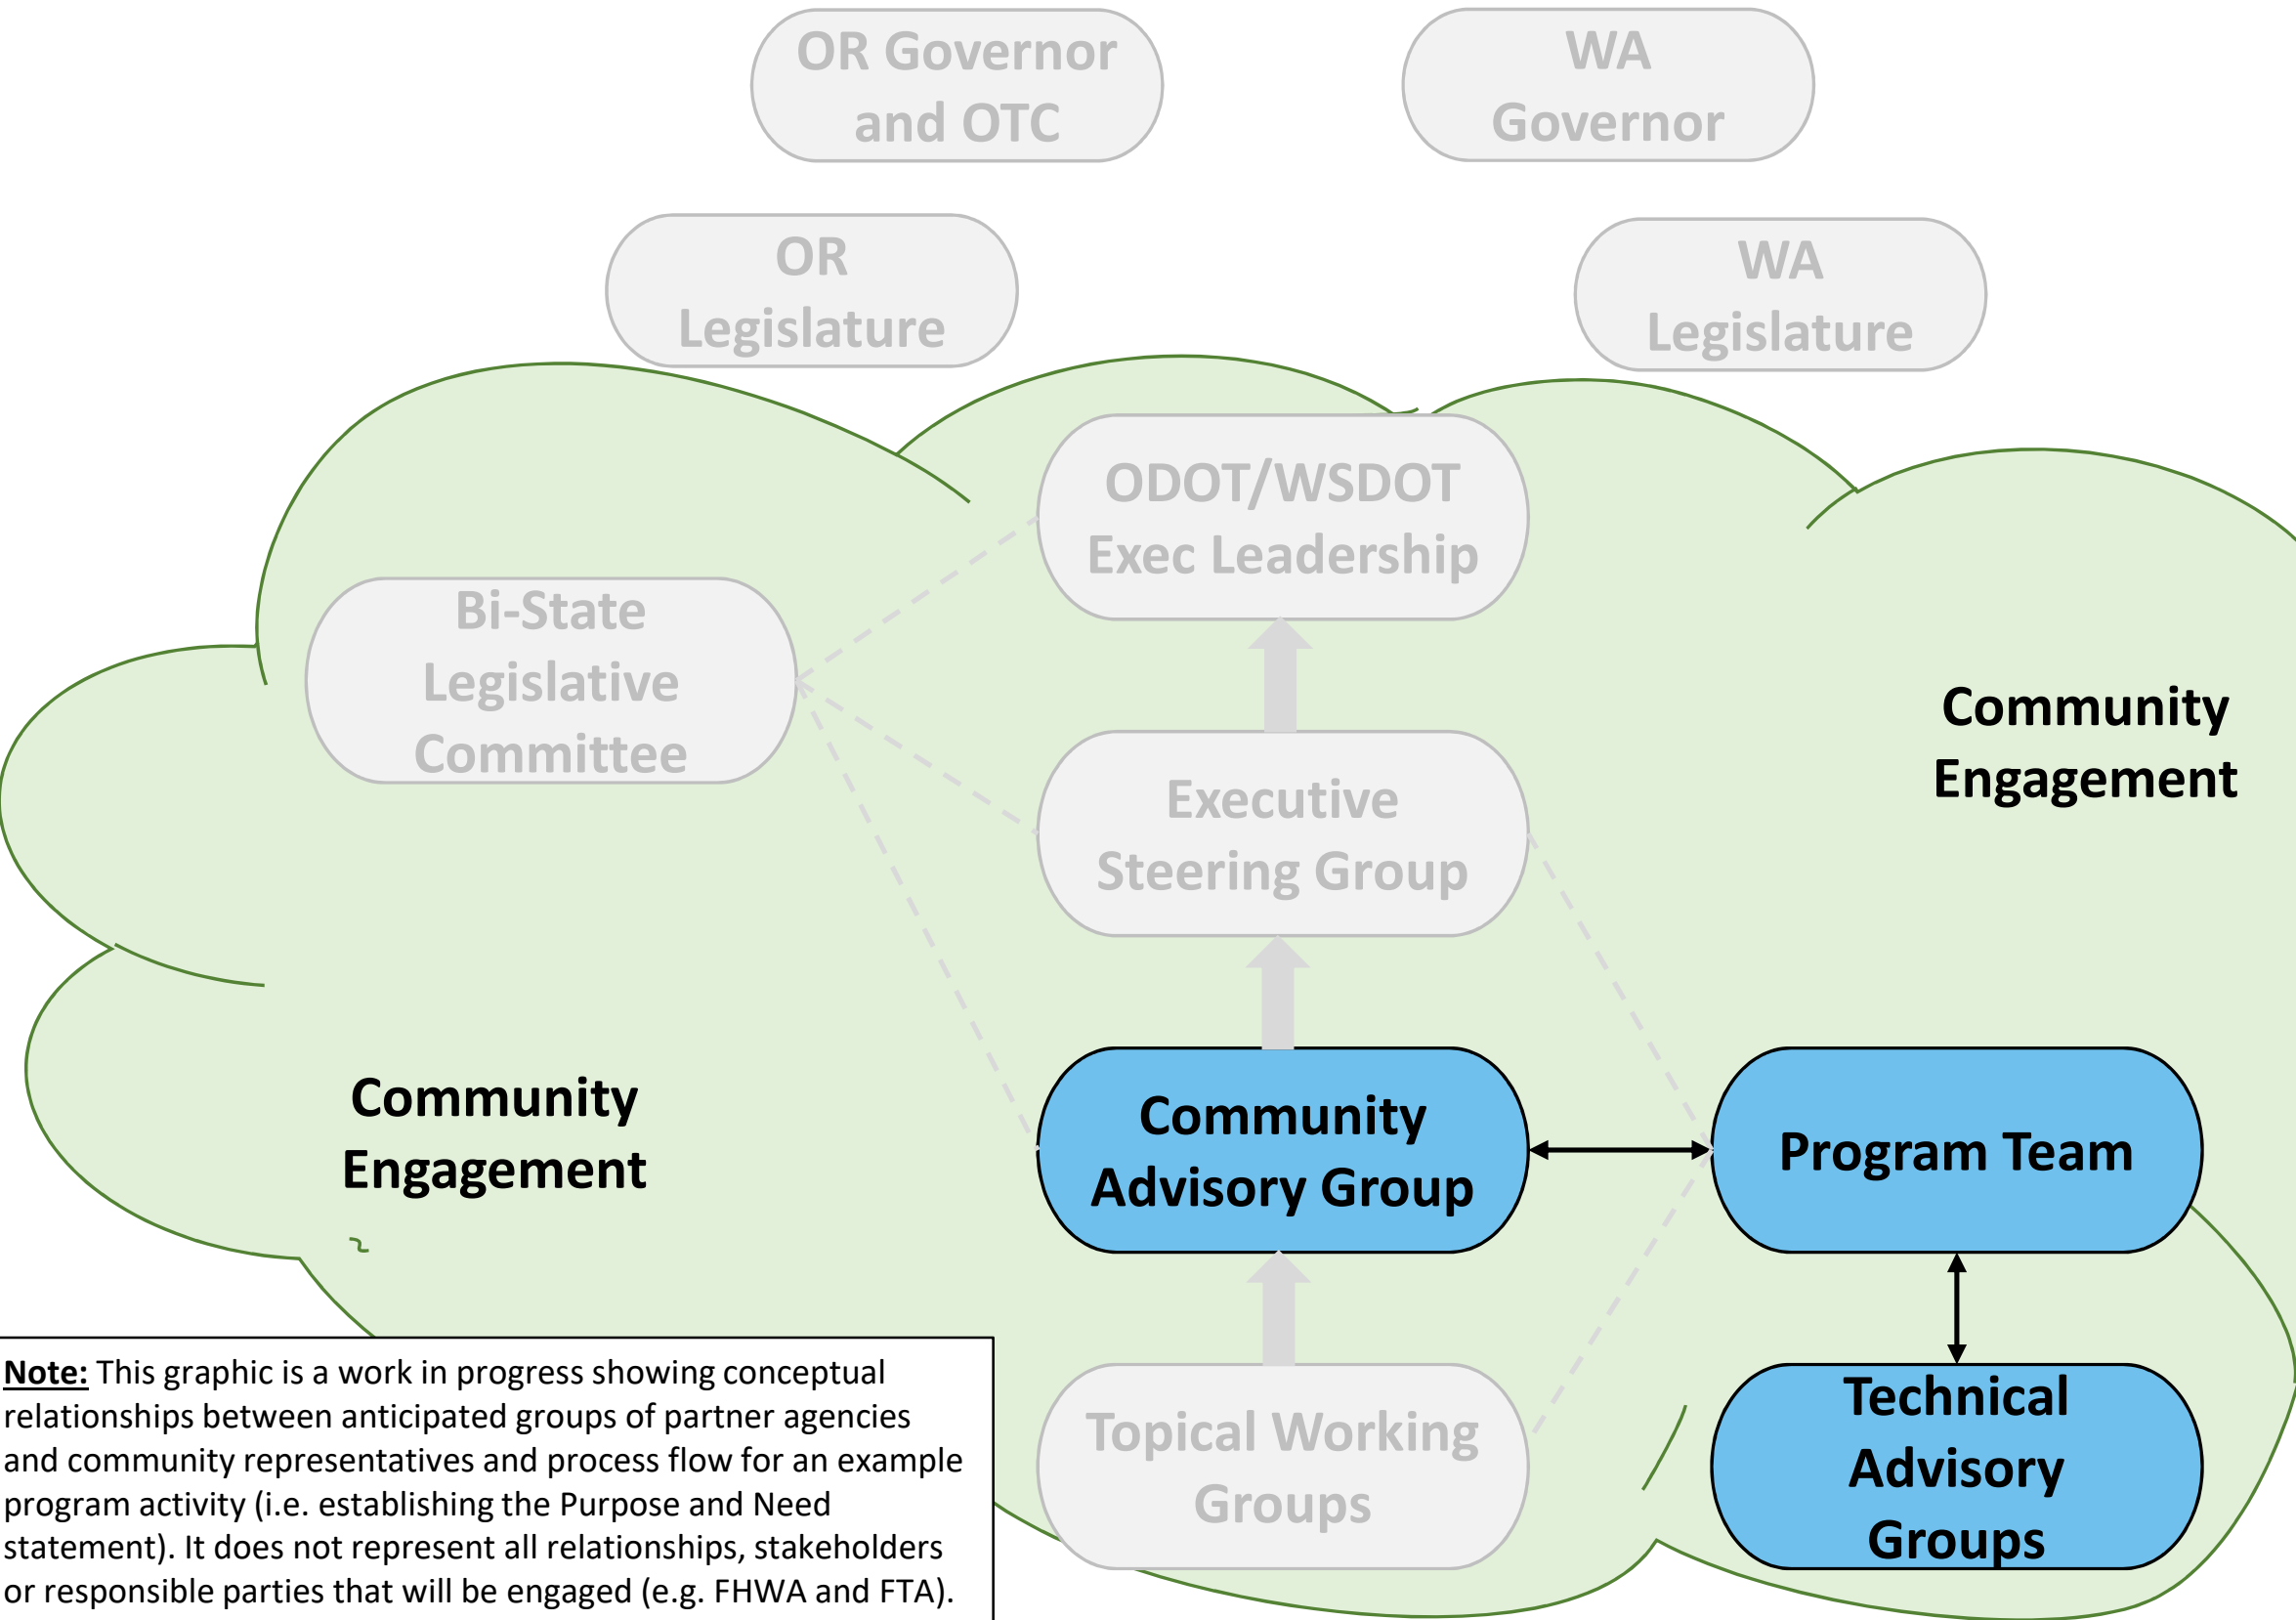 OR Governor
and OTC
WA
Governor
OR
Legislature
WA
Legislature
ODOT/WSDOT
Exec Leadership
Bi-State
Legislative
Committee
Community
Engagement
Executive
Steering Group
Community
Engagement
Community
Advisory Group
Program Team
Topical Working
Groups
Technical
Advisory
Groups
Note: This graphic is a work in progress showing conceptual
relationships between anticipated groups of partner agencies
and community representatives and process flow for an example
program activity (i.e. establishing the Purpose and Need
statement). It does not represent all relationships, stakeholders
or responsible parties that will be engaged (e.g. FHWA and FTA).